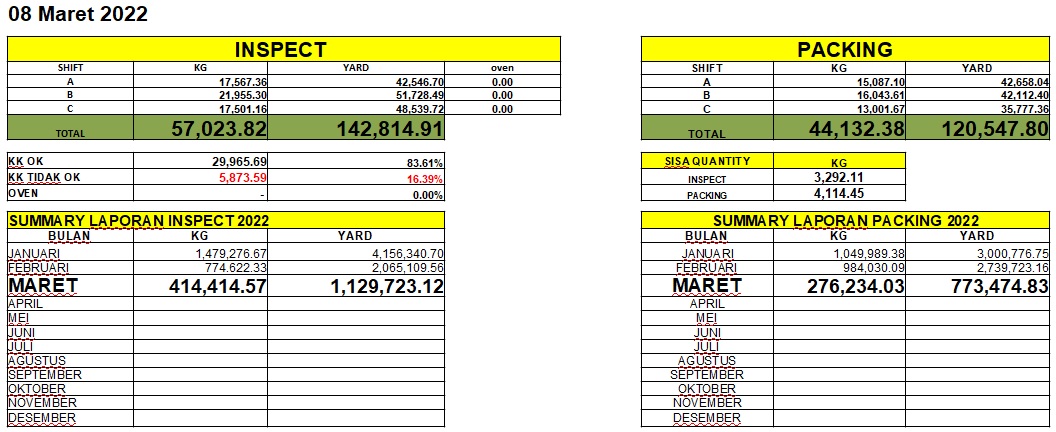 08 Maret 2022
INSPECT
SHIFT KG YARD oven
A 17,567.36 42,546.70 0.00
B 21,955.30 51,728.49 0.00
C 17,501.16 48,539.72 0.00
TOTAL 57,023.82 142,814.91
KK OK 29,965.69 83.61%
KK TIDAK OK 5,873.59 16.39%
OVEN - 0.00%
SUMMARY LAPORAN INSPECT 2022
BULAN KG YARD
JANUARI 1,479,276.67 4,156,340.70
FEBRUARI 774.622.33 2,065,109.56
MARET 414,414.57 1,129,723.12
APRIL
MEI
JUNI
JULI
AGUSTUS
SEPTEMBER
OKTOBER
NOVEMBER
DESEMBER
PACKING
SHIFT KG YARD
A 15,087.10 42,658.04
B 16,043.61 42,112.40
C 13,001.67 35,777.36
TOTAL 44,132.38 120,547.80
SISA QUANTITY KG
INSPECT 3,292.11
PACKING 4,114.45
SUMMARY LAPORAN PACKING 2022
BULAN KG YARD
JANUARI 1,049,989.38 3,000,776.75
FEBRUARI 984,030.09 2,739,723.16
MARET 276,234.03 773,474.83
APRIL
MEI
JUNI
JULI
AGUSTUS
SEPTEMBER
OKTOBER
NOVEMBER
DESEMBER